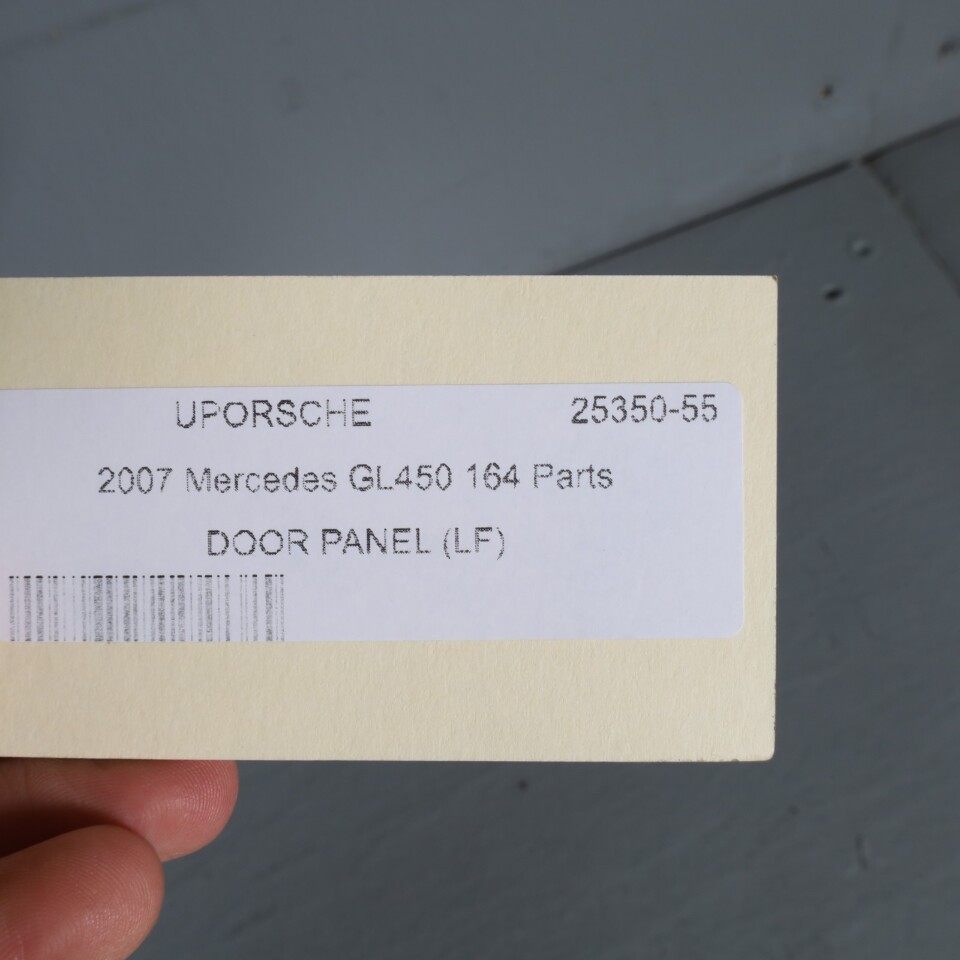 UPORSCHE 25350-55
2007 Mercedes GL450 164 Parts
DOOR PANEL (LF)